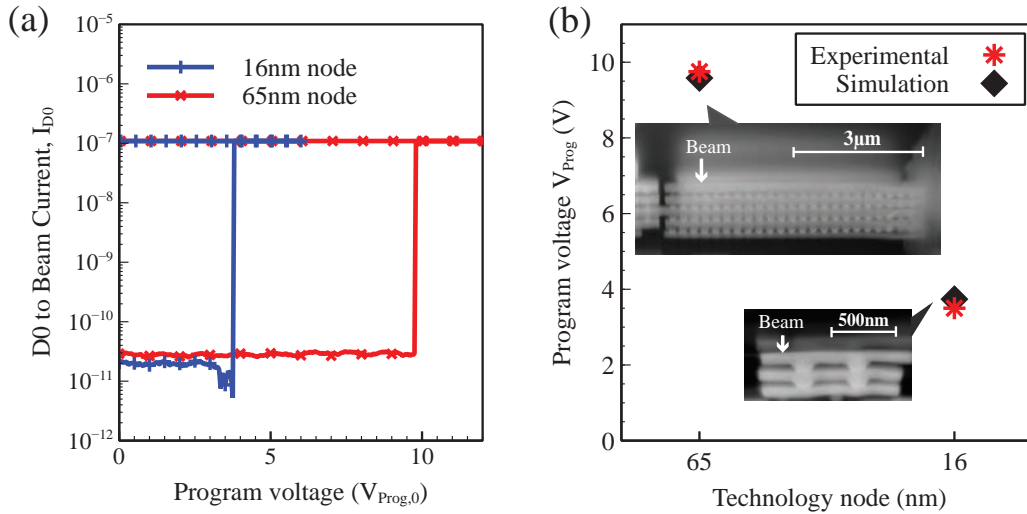 (a)
10⁻⁵
10⁻⁶
10⁻⁷
10⁻⁸
10⁻⁹
10⁻¹⁰
10⁻¹¹
10⁻¹²
D0 to Beam Current, I_D0
16nm node
65nm node
0
5
10
Program voltage (V_Prog,0)
(b)
10
8
6
4
2
0
Program voltage V_Prog (V)
Experimental
Simulation
Beam
3μm
Beam
500nm
65
16
Technology node (nm)